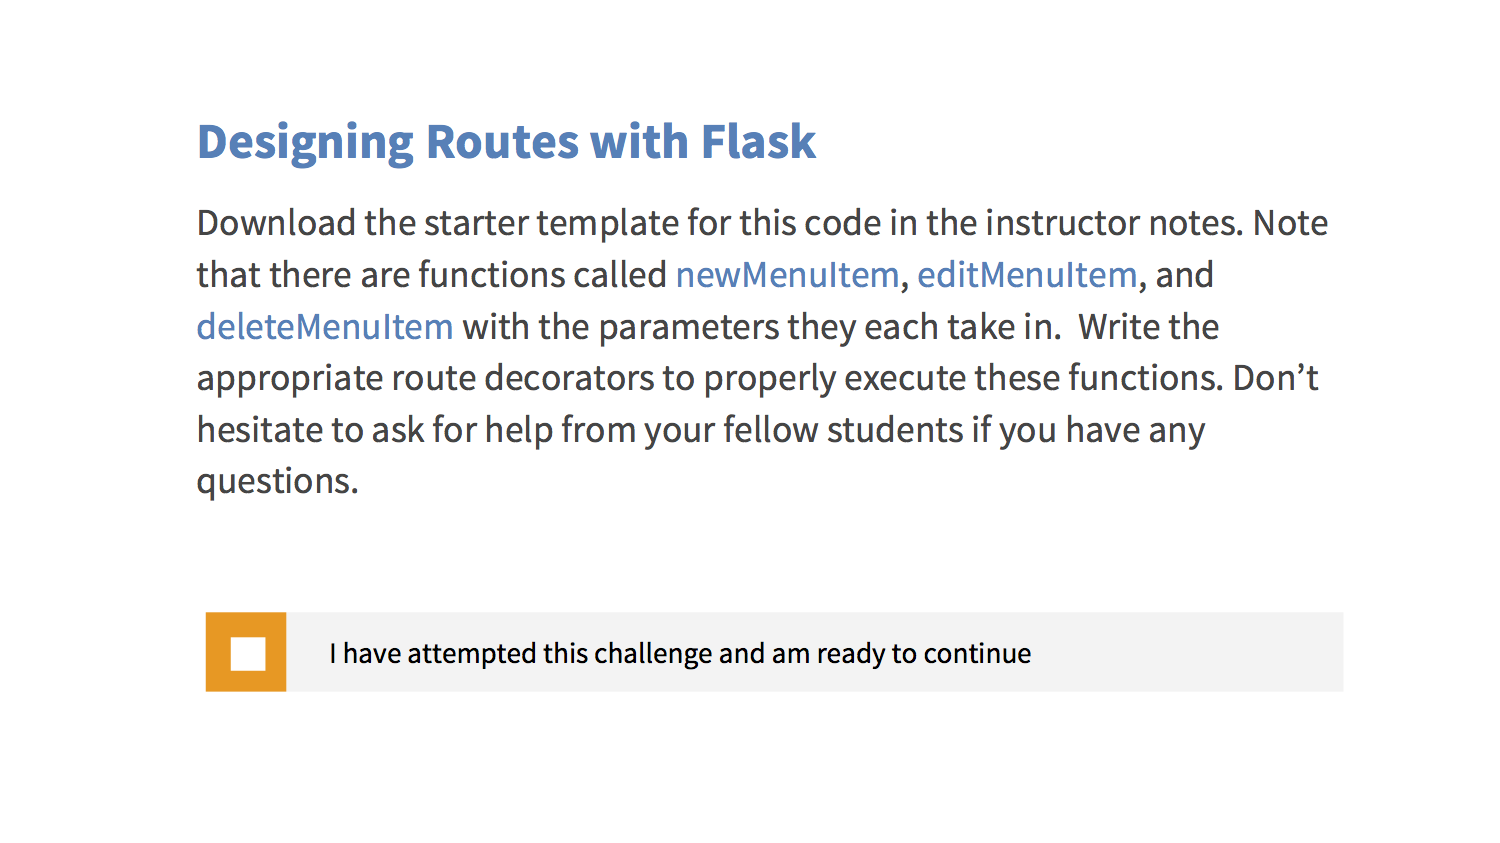 Designing Routes with Flask
Download the starter template for this code in the instructor notes. Note
that there are functions called newMenuItem, editMenuItem, and
deleteMenuItem with the parameters they each take in.  Write the
appropriate route decorators to properly execute these functions. Don’t
hesitate to ask for help from your fellow students if you have any
questions.
I have attempted this challenge and am ready to continue